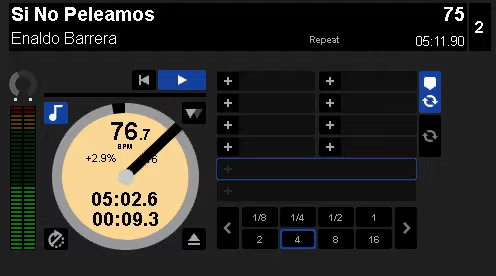 Si No Peleamos 75
Enaldo Barrera Repeat 05:11.90 2
76.7
BPM
+2.9%
05:02.6
00:09.3
+ +
+ +
+ +
+ +
+
+
< 1/8 1/4 1/2 1 >
2 4 8 16